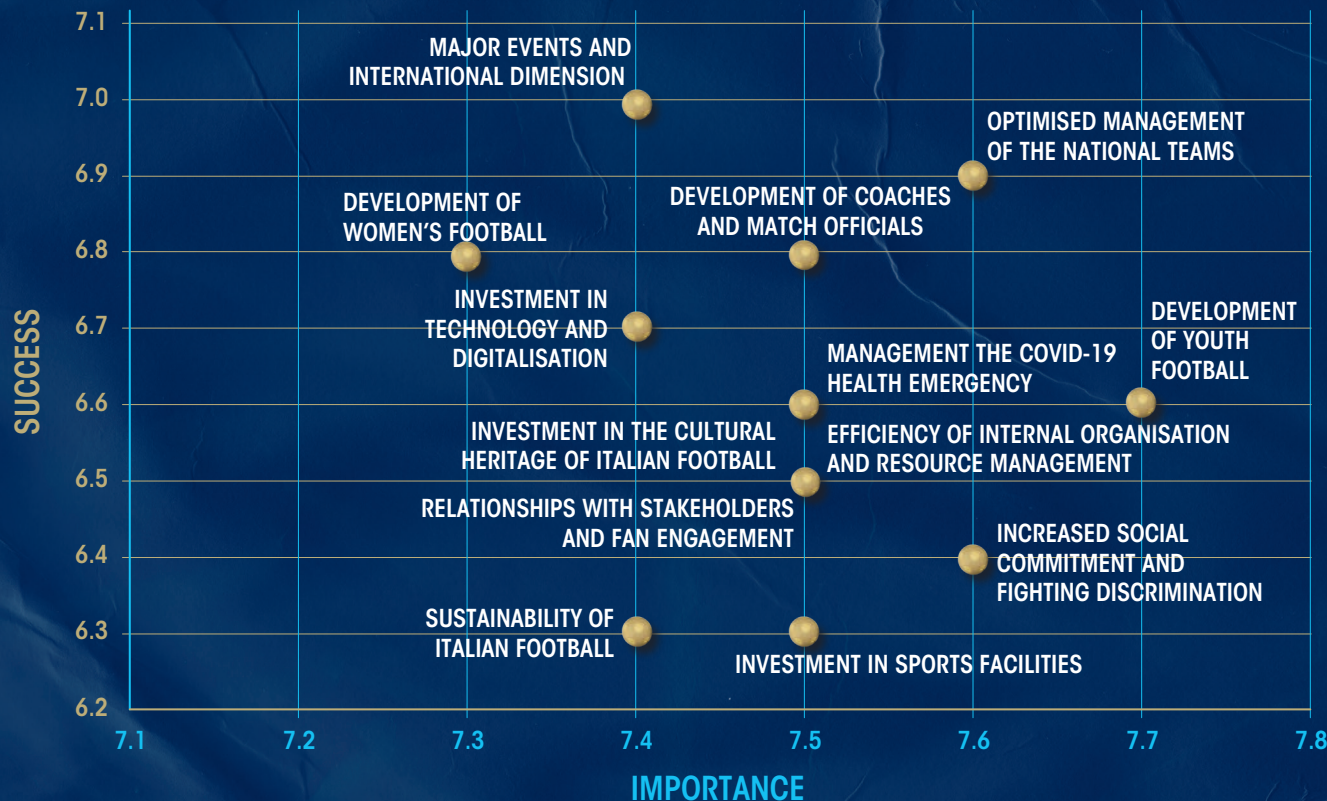 7.1
MAJOR EVENTS AND
INTERNATIONAL DIMENSION
7.0
OPTIMISED MANAGEMENT
OF THE NATIONAL TEAMS
6.9
DEVELOPMENT OF COACHES
AND MATCH OFFICIALS
DEVELOPMENT OF
WOMEN'S FOOTBALL
6.8
INVESTMENT IN
TECHNOLOGY AND
DIGITALISATION
6.7
DEVELOPMENT
OF YOUTH
FOOTBALL
MANAGEMENT THE COVID-19
HEALTH EMERGENCY
6.6
INVESTMENT IN THE CULTURAL
HERITAGE OF ITALIAN FOOTBALL
EFFICIENCY OF INTERNAL ORGANISATION
AND RESOURCE MANAGEMENT
6.5
RELATIONSHIPS WITH STAKEHOLDERS
AND FAN ENGAGEMENT
6.4
INCREASED SOCIAL
COMMITMENT AND
FIGHTING DISCRIMINATION
SUSTAINABILITY OF
ITALIAN FOOTBALL
6.3
INVESTMENT IN SPORTS FACILITIES
6.2
SUCCESS
7.1 7.2 7.3 7.4 7.5 7.6 7.7 7.8
IMPORTANCE